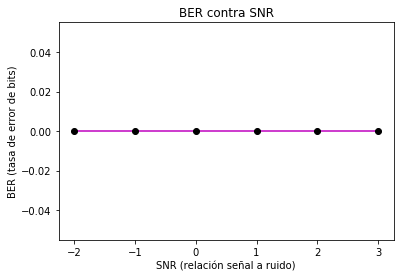 BER contra SNR
BER (tasa de error de bits)
0.04
0.02
0.00
−0.02
−0.04
−2 −1 0 1 2 3
SNR (relación señal a ruido)